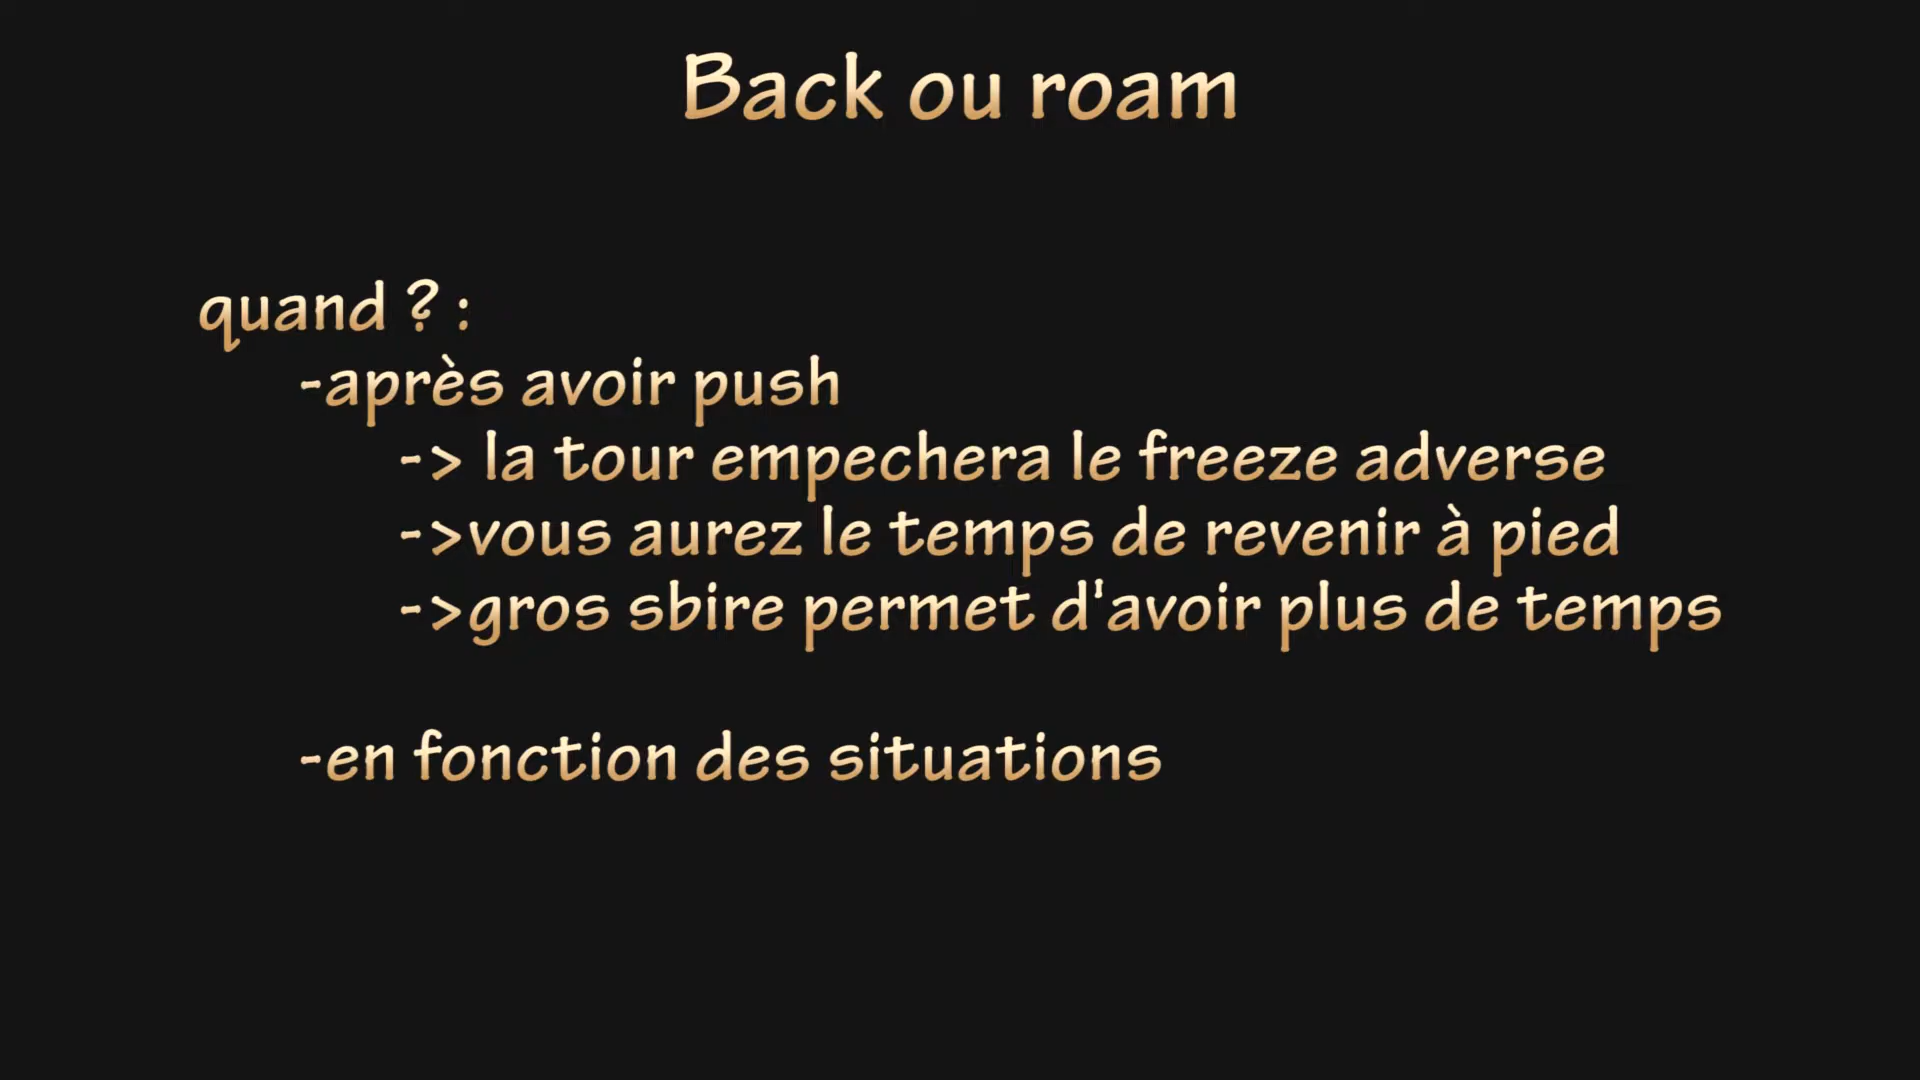 Back ou roam
quand ? :
-après avoir push
-> la tour empechera le freeze adverse
->vous aurez le temps de revenir à pied
->gros sbire permet d'avoir plus de temps
-en fonction des situations